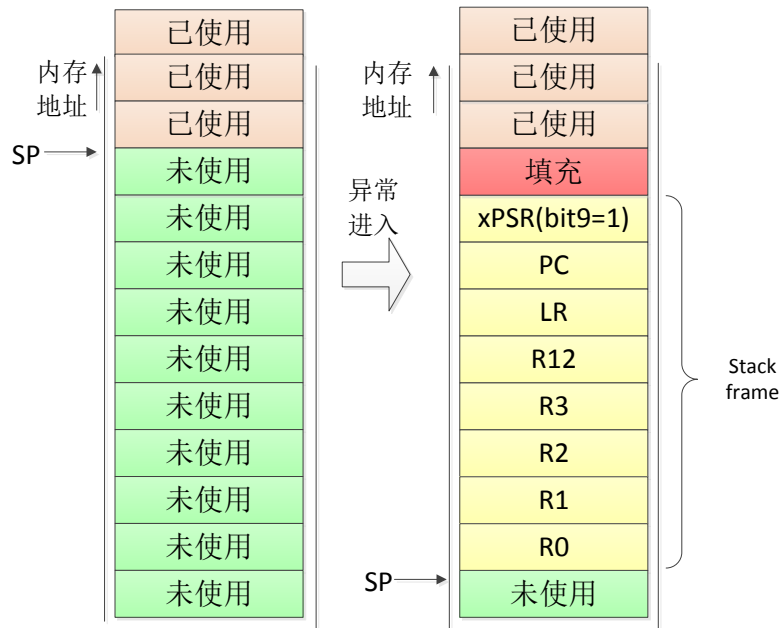 已使用
已使用
已使用
未使用
未使用
未使用
未使用
未使用
未使用
未使用
未使用
未使用
未使用
内存
地址
SP
异常
进入
已使用
已使用
已使用
填充
xPSR(bit9=1)
PC
LR
R12
R3
R2
R1
R0
未使用
内存
地址
SP
Stack
frame